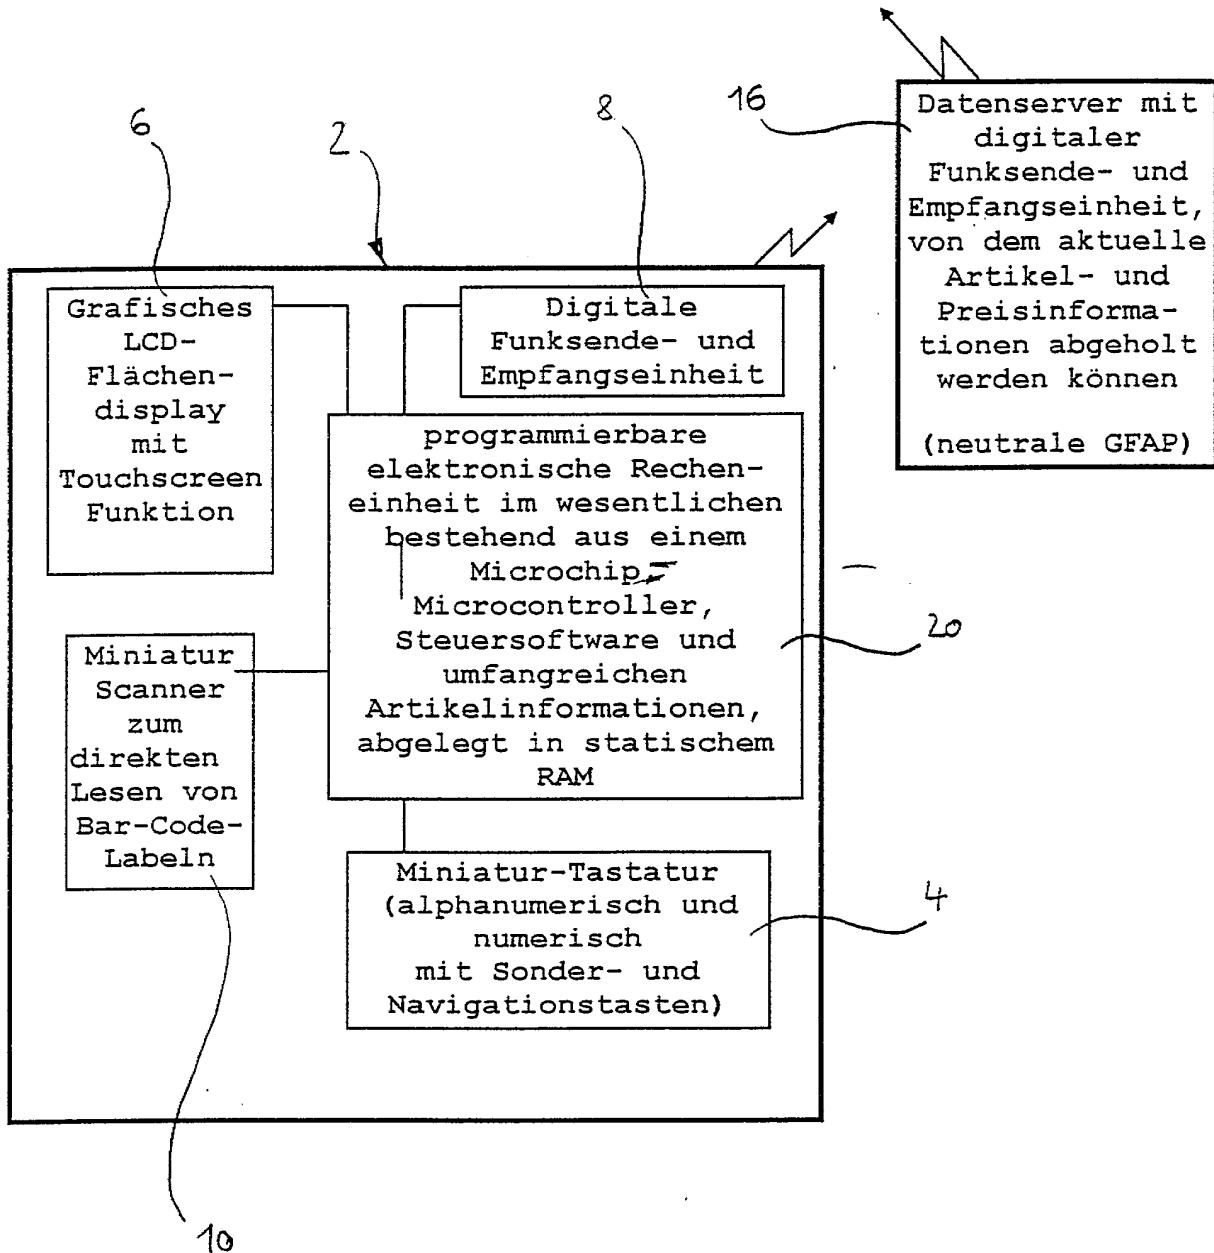 16
Datenserver mit
digitaler
Funksende- und
Empfangseinheit,
von dem aktuelle
Artikel- und
Preisinforma-
tionen abgeholt
werden können
(neutrale GFAP)
6
2
8
Grafisches
LCD-
Flächen-
display
mit
Touchscreen
Funktion
Digitale
Funksende- und
Empfangseinheit
programmierbare
elektronische Rechen-
einheit im wesentlichen
bestehend aus einem
Microchip
Microcontroller,
Steuersoftware und
umfangreichen
Artikelinformationen,
abgelegt in statischem
RAM
20
Miniatur
Scanner
zum
direkten
Lesen von
Bar-Code-
Labeln
Miniatur-Tastatur
(alphanumerisch und
numerisch
mit Sonder- und
Navigationstasten)
4
10